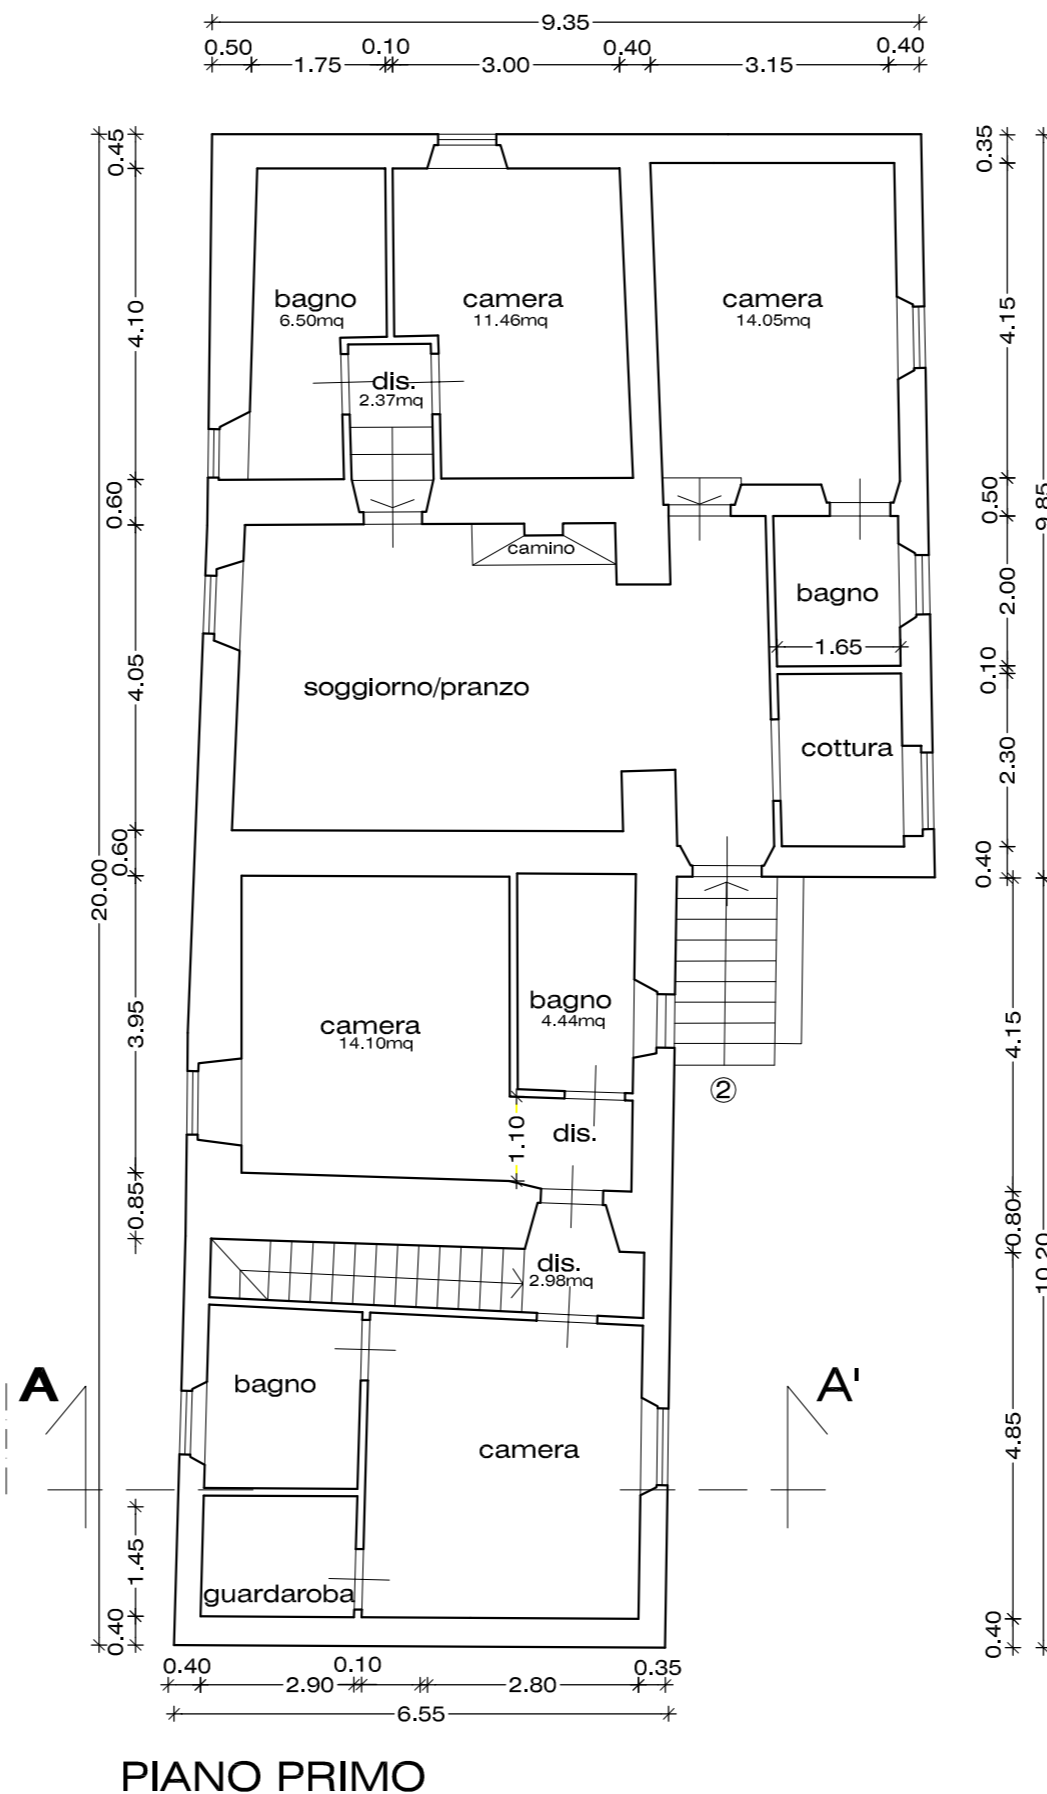 9.35
0.50 0.10 0.40 0.40
1.75 3.00 3.15
0.45
0.35
bagno
6.50mq
camera
11.46mq
camera
14.05mq
4.10
4.15
dis.
2.37mq
0.60
0.50
9.85
camino
bagno
2.00
1.65
4.05
0.10
soggiorno/pranzo
cottura
2.30
0.60
20.00
0.40
bagno
4.44mq
camera
14.10mq
3.95
4.15
2
1.10
dis.
0.85
0.80
dis.
2.98mq
10.20
A
A'
bagno
camera
4.85
1.45
guardaroba
0.40
0.40
0.40 0.10 0.35
2.90 2.80
6.55
PIANO PRIMO